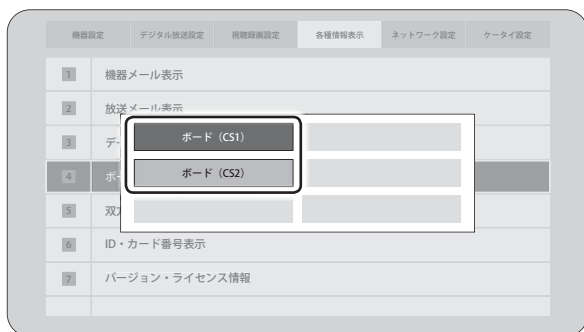 機器設定 デジタル放送設定 視聴録画設定 各種情報表示 ネットワーク設定 ケータイ設定
1 機器メール表示
2 放送メール表示
3 デー
ボード（CS1）
4 ボー
ボード（CS2）
5 双方
6 ID・カード番号表示
7 バージョン・ライセンス情報